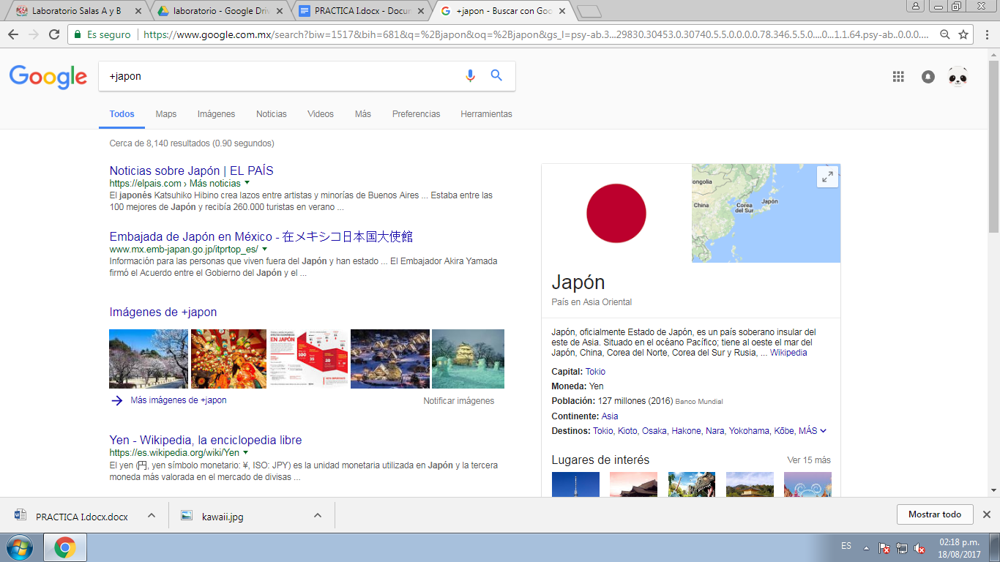 Laboratorio Salas A y B
laboratorio - Google Driv
PRACTICA I.docx - Docum
+japon - Buscar con Goo
Es seguro
https://www.google.com.mx/search?biw=1517&bih=681&q=%2Bjapon&oq=%2Bjapon&gs_l=psy-ab.3...29830.30453.0.30740.5.5.0.0.0.0.78.346.5.5.0....0...1.1.64.psy-ab..0.0.0....
Google
+japon
Todos Maps Imágenes Noticias Videos Más Preferencias Herramientas
Cerca de 8,140 resultados (0.90 segundos)
Noticias sobre Japón | EL PAÍS
https://elpais.com › Más noticias
El japonés Katsuhiko Hibino crea lazos entre artistas y minorías de Buenos Aires ... Estaba entre las
100 mejores de Japón y recibía 260.000 turistas en verano ...
Embajada de Japón en México - 在メキシコ日本国大使館
www.mx.emb-japan.go.jp/itprtop_es/
Información para las personas que viven fuera del Japón y han estado ... El Embajador Akira Yamada
firmó el Acuerdo entre el Gobierno del Japón y el ...
Imágenes de +japon
EN JAPÓN
Más imágenes de +japon
Notificar imágenes
Yen - Wikipedia, la enciclopedia libre
https://es.wikipedia.org/wiki/Yen
El yen (円, yen símbolo monetario: ¥, ISO: JPY) es la unidad monetaria utilizada en Japón y la tercera
moneda más valorada en el mercado de divisas ...
ongolia
China
Corea
del Sur
Japón
Japón
País en Asia Oriental
Japón, oficialmente Estado de Japón, es un país soberano insular del
este de Asia. Situado en el océano Pacífico; tiene al oeste el mar del
Japón, China, Corea del Norte, Corea del Sur y Rusia, ... Wikipedia
Capital: Tokio
Moneda: Yen
Población: 127 millones (2016) Banco Mundial
Continente: Asia
Destinos: Tokio, Kioto, Osaka, Hakone, Nara, Yokohama, Kōbe, MÁS
Lugares de interés
Ver 15 más
PRACTICA I.docx.docx
kawaii.jpg
Mostrar todo
ES
02:18 p.m.
18/08/2017